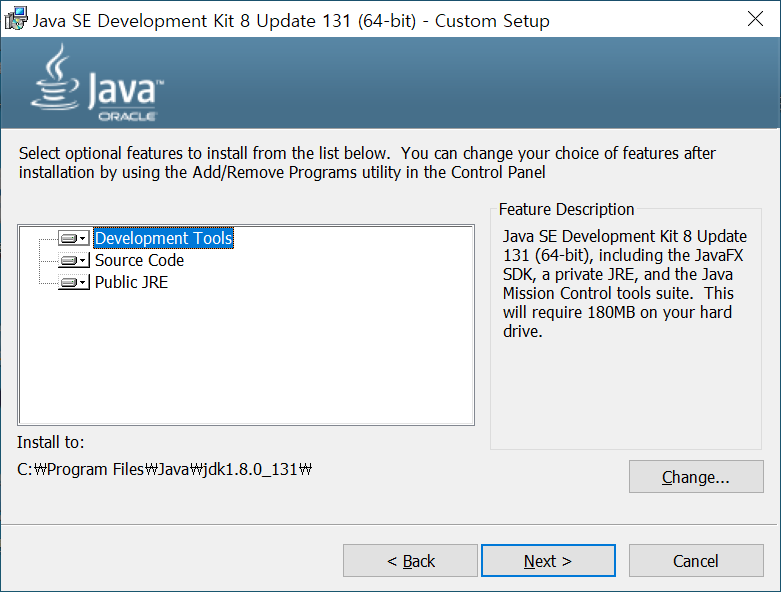 Java SE Development Kit 8 Update 131 (64-bit) - Custom Setup
Java™
ORACLE
Select optional features to install from the list below.  You can change your choice of features after
installation by using the Add/Remove Programs utility in the Control Panel
Development Tools
Source Code
Public JRE
Feature Description
Java SE Development Kit 8 Update
131 (64-bit), including the JavaFX
SDK, a private JRE, and the Java
Mission Control tools suite.  This
will require 180MB on your hard
drive.
Install to:
C:₩Program Files₩Java₩jdk1.8.0_131₩
Change...
< Back
Next >
Cancel